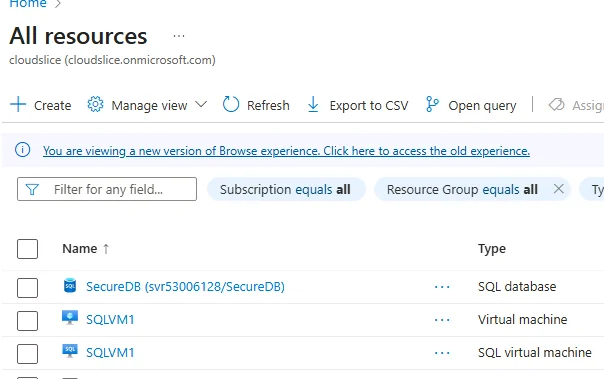 Home
All resources ...
cloudslice (cloudslice.onmicrosoft.com)
+ Create Manage view Refresh Export to CSV Open query Assig
You are viewing a new version of Browse experience. Click here to access the old experience.
Filter for any field... Subscription equals all Resource Group equals all Ty
Name ↑ Type
SecureDB (svr53006128/SecureDB) ... SQL database
SQLVM1 ... Virtual machine
SQLVM1 ... SQL virtual machine